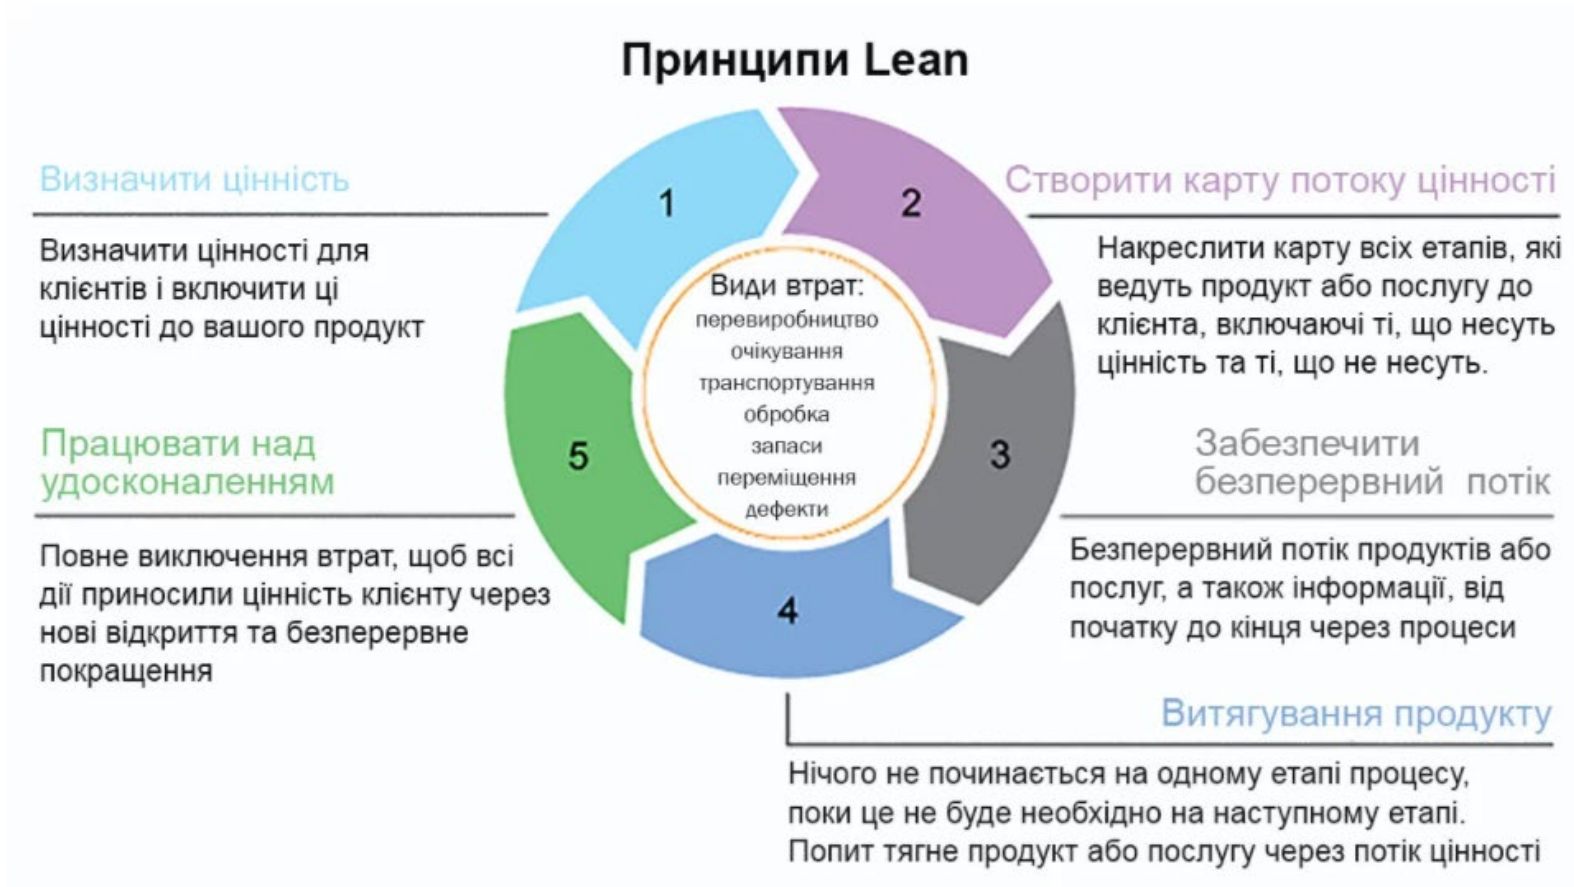 Принципи Lean
Визначити цінність
Визначити цінності для
клієнтів і включити ці
цінності до вашого продукт
1
2
Створити карту потоку цінності
Накреслити карту всіх етапів, які
ведуть продукт або послугу до
клієнта, включаючі ті, що несуть
цінність та ті, що не несуть.
Види втрат:
перевиробництво
очікування
транспортування
обробка
запаси
переміщення
дефекти
3
Забезпечити
безперервний потік
Безперервний потік продуктів або
послуг, а також інформації, від
початку до кінця через процеси
4
Витягування продукту
Нічого не починається на одному етапі процесу,
поки це не буде необхідно на наступному етапі.
Попит тягне продукт або послугу через потік цінності
5
Працювати над
удосконаленням
Повне виключення втрат, щоб всі
дії приносили цінність клієнту через
нові відкриття та безперервне
покращення